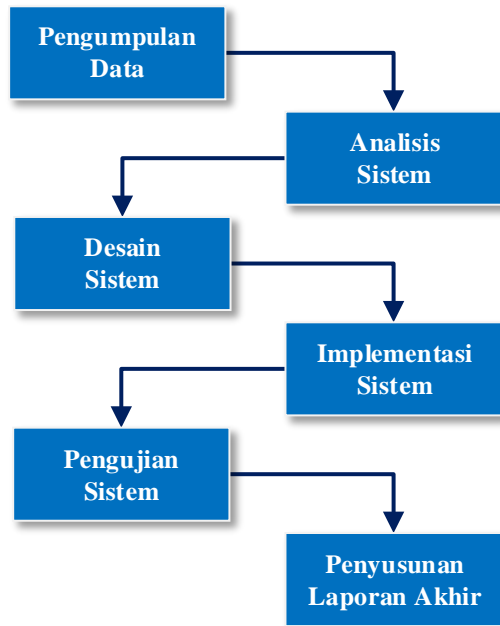 Pengumpulan
Data
Analisis
Sistem
Desain
Sistem
Implementasi
Sistem
Pengujian
Sistem
Penyusunan
Laporan Akhir